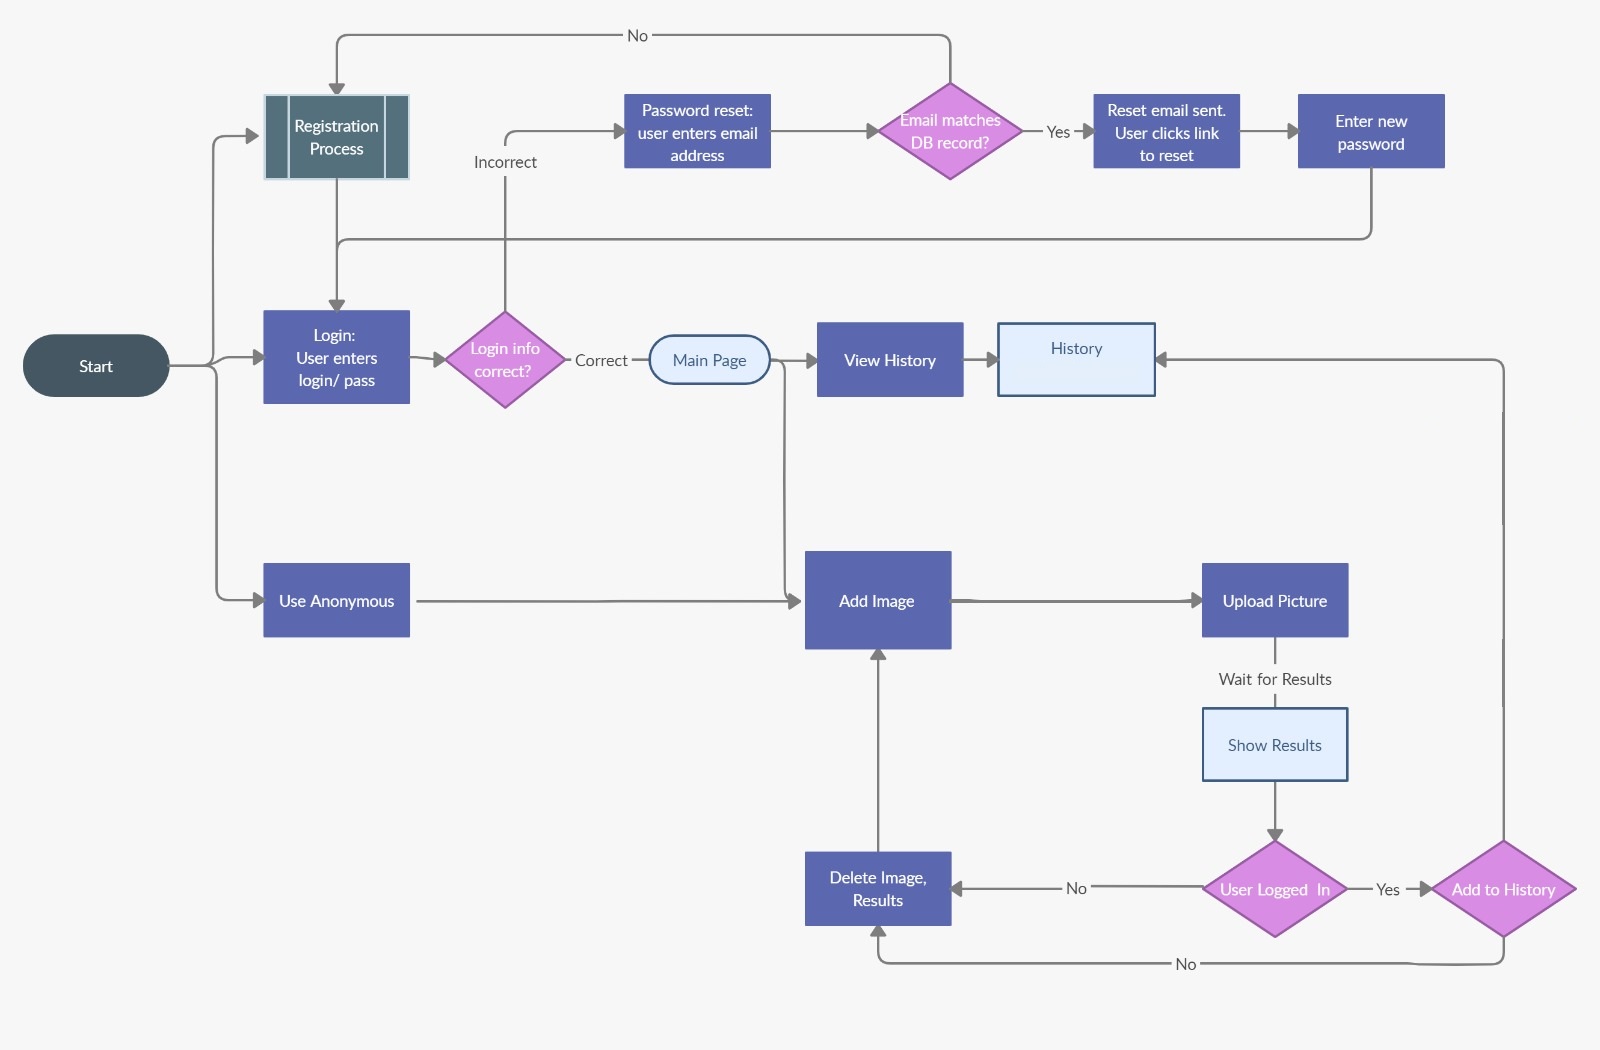 No
Registration
Process
Incorrect
Password reset:
user enters email
address
Email matches
DB record?
Yes
Reset email sent.
User clicks link
to reset
Enter new
password
Start
Login:
User enters
login/ pass
Login info
correct?
Correct
Main Page
View History
History
Use Anonymous
Add Image
Upload Picture
Wait for Results
Show Results
Delete Image,
Results
No
User Logged In
Yes
Add to History
No